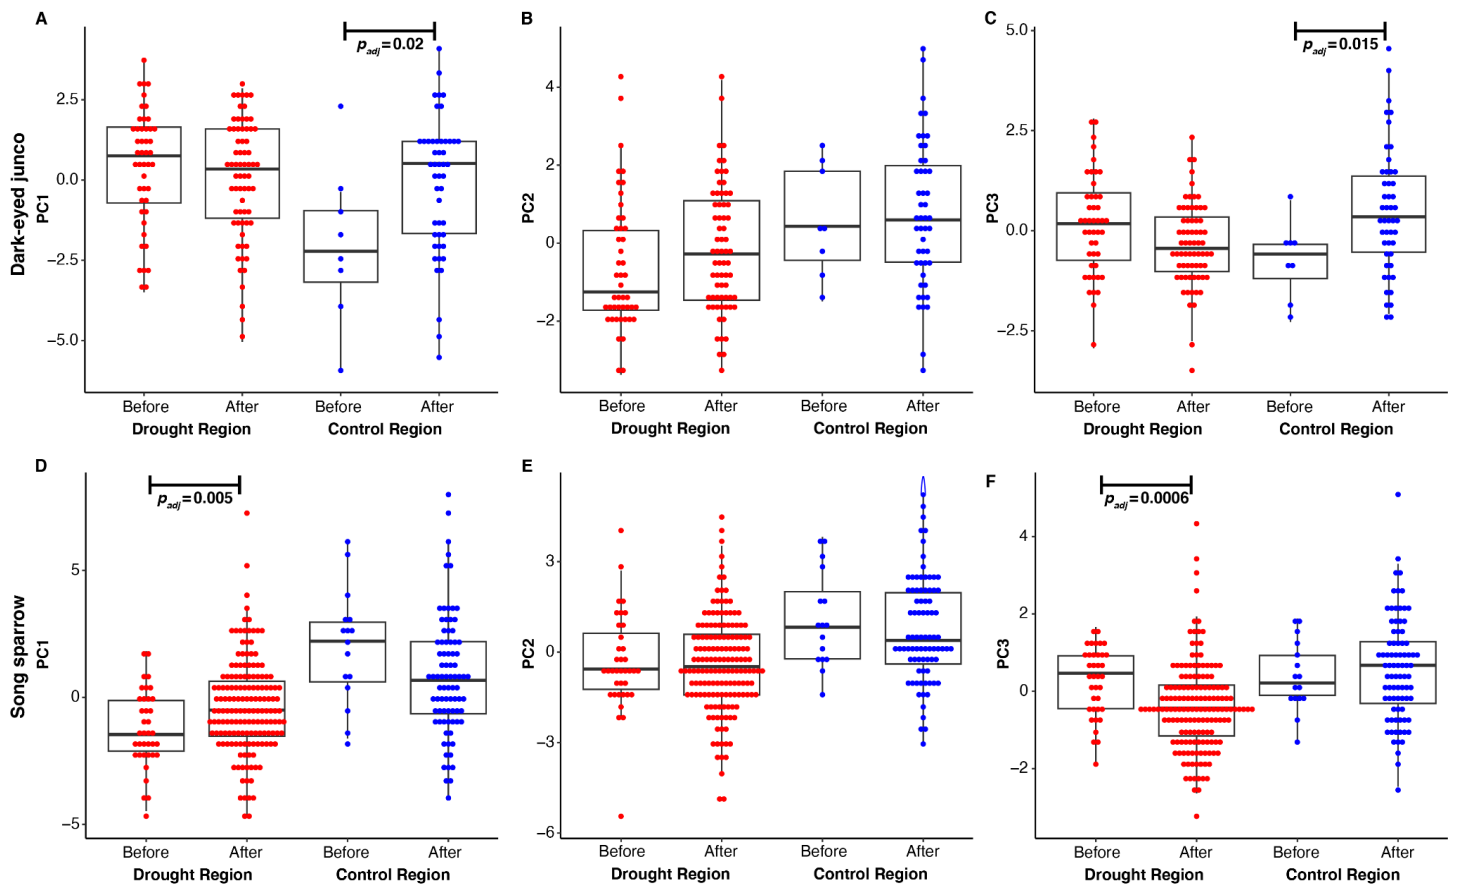 A
B
C
Dark-eyed junco
PC1
2.5
0.0
−2.5
−5.0
p adj = 0.02
Before
After
Before
After
Drought Region
Control Region
PC2
4
2
0
−2
Before
After
Before
After
Drought Region
Control Region
PC3
5.0
2.5
0.0
−2.5
p adj = 0.015
Before
After
Before
After
Drought Region
Control Region
D
E
F
Song sparrow
PC1
5
0
−5
p adj = 0.005
Before
After
Before
After
Drought Region
Control Region
PC2
3
0
−3
−6
Before
After
Before
After
Drought Region
Control Region
PC3
4
2
0
−2
p adj = 0.0006
Before
After
Before
After
Drought Region
Control Region